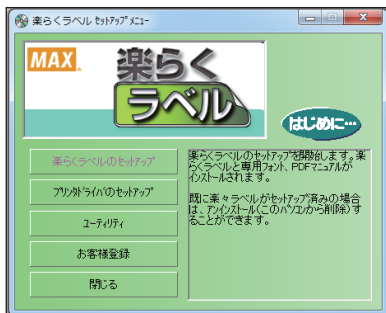 楽らくラベル ｾｯﾄｱｯﾌﾟﾒﾆｭｰ
MAX
楽らく
ラベル
はじめに…
楽らくラベルのｾｯﾄｱｯﾌﾟ
ﾌﾟﾘﾝﾀﾄﾞﾗｲﾊﾞのｾｯﾄｱｯﾌﾟ
ﾕｰﾃｨﾘﾃｨ
お客様登録
閉じる
楽らくラベルのｾｯﾄｱｯﾌﾟを開始します。楽
らくラベルと専用ﾌｫﾝﾄ、PDFﾏﾆｭｱﾙが
ｲﾝｽﾄｰﾙされます。
既に楽々ラベルがｾｯﾄｱｯﾌﾟ済みの場合
は、ｱﾝｲﾝｽﾄｰﾙ(このﾊﾟｿｺﾝから削除)す
ることができます。